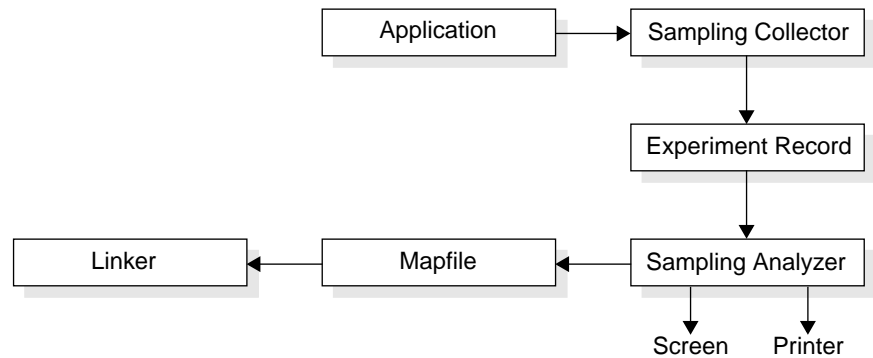 Application
Sampling Collector
Experiment Record
Linker
Mapfile
Sampling Analyzer
Screen
Printer